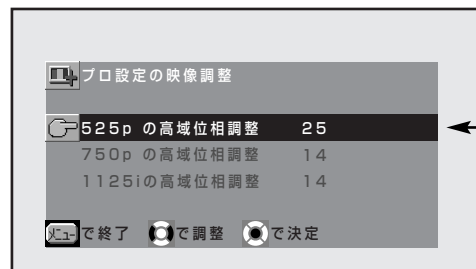 プロ設定の映像調整
525p の高域位相調整 25
750p の高域位相調整 14
1125iの高域位相調整 14
メニューで終了 で調整 で決定